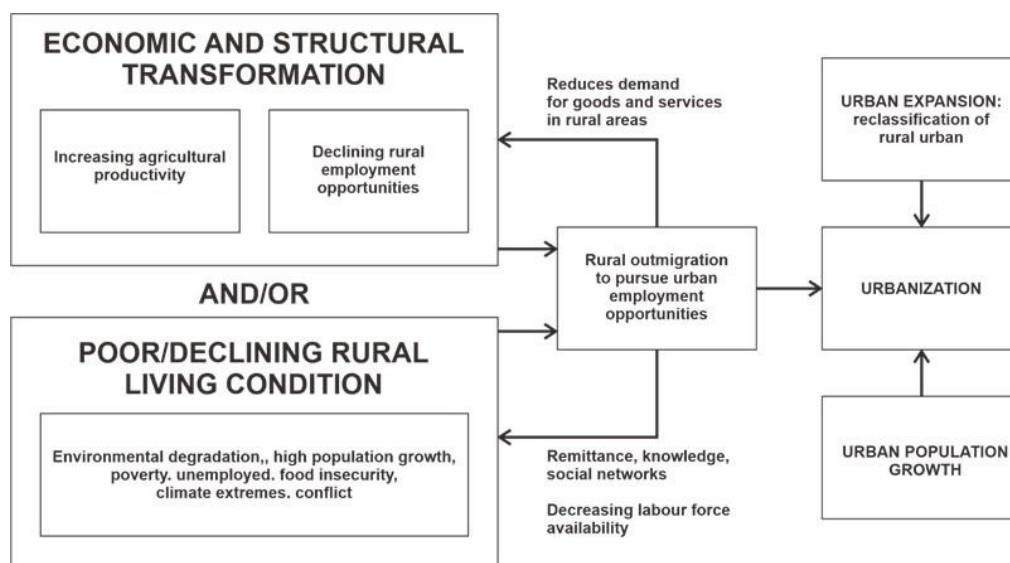 ECONOMIC AND STRUCTURAL
TRANSFORMATION
Increasing agricultural
productivity
Declining rural
employment
opportunities
AND/OR
POOR/DECLINING RURAL
LIVING CONDITION
Environmental degradation,, high population growth,
poverty. unemployed. food insecurity,
climate extremes. conflict
Reduces demand
for goods and services
in rural areas
Rural outmigration
to pursue urban
employment
opportunities
Remittance, knowledge,
social networks
Decreasing labour force
availability
URBAN EXPANSION:
reclassification of
rural urban
URBANIZATION
URBAN POPULATION
GROWTH